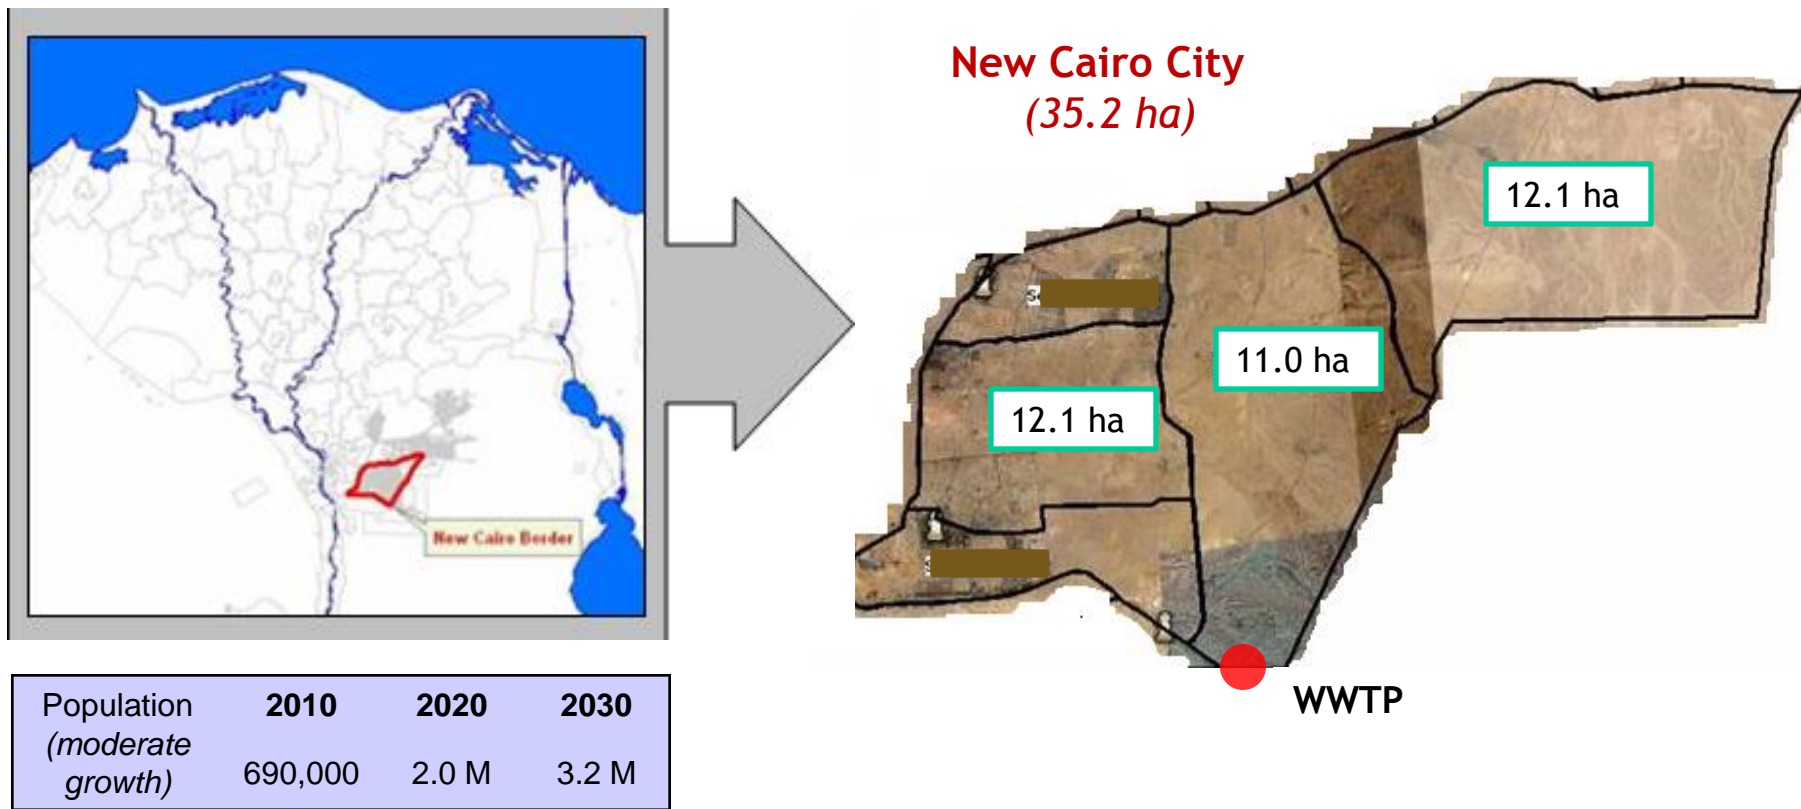 New Cairo City
(35.2 ha)
12.1 ha
11.0 ha
12.1 ha
New Cairo Border
WWTP
Population 2010 2020 2030
(moderate
growth) 690,000 2.0 M 3.2 M